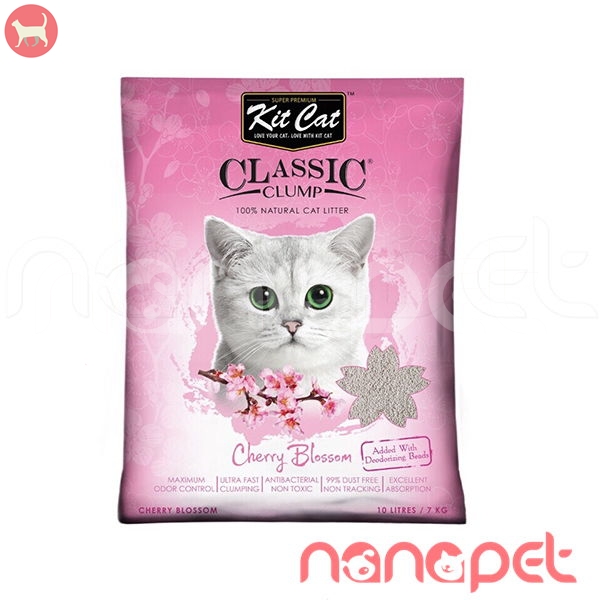 SUPER PREMIUM
Kit Cat™
LOVE YOUR CAT, LOVE WITH KIT CAT
CLASSIC®
CLUMP
100% NATURAL CAT LITTER
nanapet
Cherry Blossom
Added With
Deodorizing Beads
MAXIMUM
ODOR CONTROL
ULTRA FAST
CLUMPING
ANTIBACTERIAL
NON TOXIC
99% DUST FREE
NON TRACKING
EXCELLENT
ABSORPTION
CHERRY BLOSSOM
10 LITRES / 7 KG
nanapet